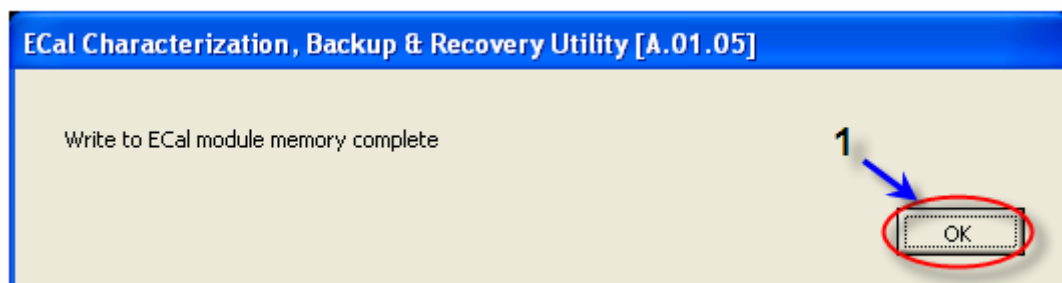 ECal Characterization, Backup & Recovery Utility [A.01.05]
Write to ECal module memory complete
1
OK